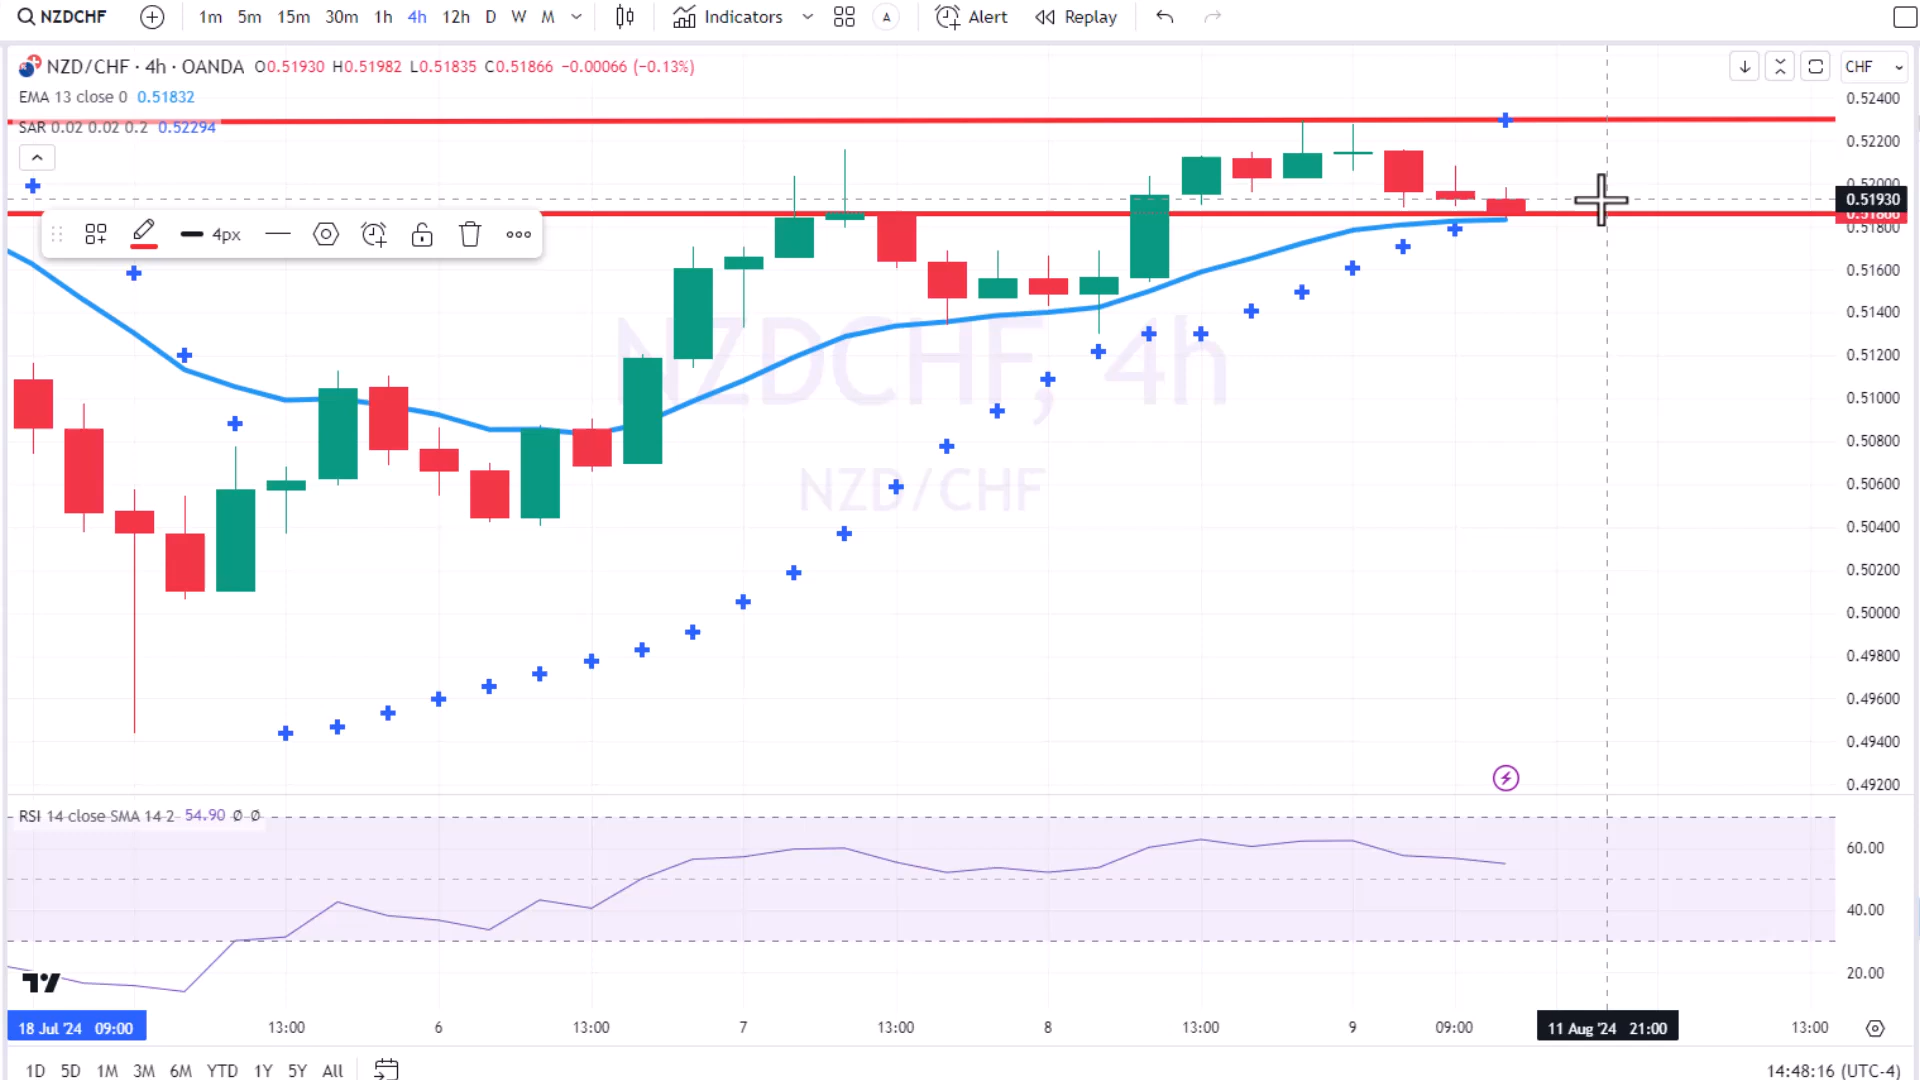 NZDCHF 1m 5m 15m 30m 1h 4h 12h D W M Indicators A Alert Replay
NZD/CHF · 4h · OANDA O0.51930 H0.51982 L0.51835 C0.51866 −0.00066 (−0.13%) CHF
EMA 13 close 0 0.51832
SAR 0.02 0.02 0.2 0.52294
4px
NZDCHF, 4h
NZD/CHF
0.52400
0.52200
0.52000
0.51930
0.51800
0.51600
0.51400
0.51200
0.51000
0.50800
0.50600
0.50400
0.50200
0.50000
0.49800
0.49600
0.49400
0.49200
RSI 14 close SMA 14 2 54.90 Ø Ø
60.00
40.00
20.00
18 Jul '24 09:00 13:00 6 13:00 7 13:00 8 13:00 9 09:00 11 Aug '24 21:00 13:00
1D 5D 1M 3M 6M YTD 1Y 5Y All 14:48:16 (UTC-4)